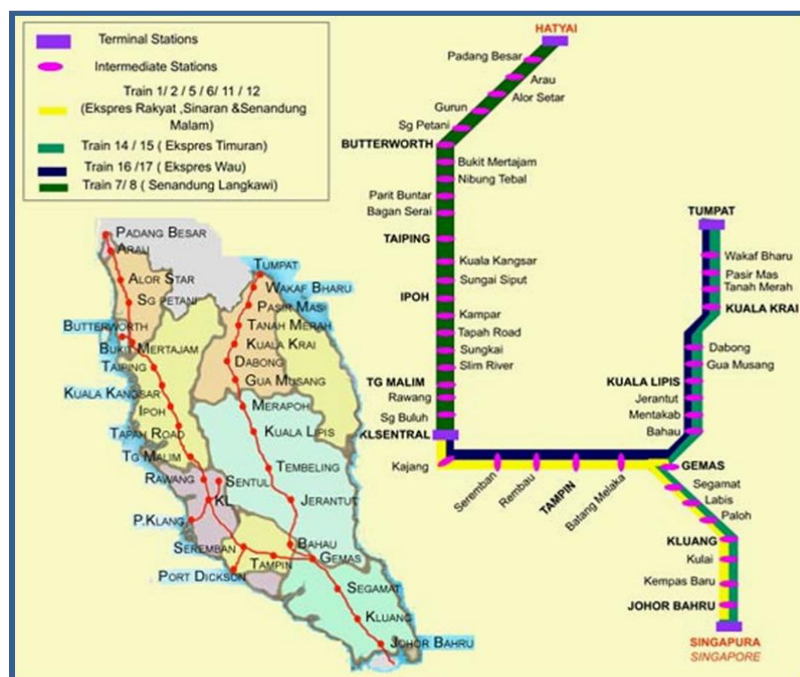 Terminal Stations
Intermediate Stations
Train 1/ 2 / 5 / 6/ 11 / 12
(Ekspres Rakyat ,Sinaran &Senandung
Malam)
Train 14 / 15 ( Ekspres Timuran)
Train 16 /17 ( Ekspres Wau)
Train 7/ 8 ( Senandung Langkawi)
HATYAI
Padang Besar
Arau
Alor Setar
Gurun
Sg Petani
BUTTERWORTH
Bukit Mertajam
Nibung Tebal
Parit Buntar
Bagan Serai
TAIPING
Kuala Kangsar
Sungai Siput
IPOH
Kampar
Tapah Road
Sungkai
Slim River
TG MALIM
Rawang
Sg Buluh
KLSENTRAL
Kajang
Seremban
Rembau
TAMPIN
Batang Melaka
TUMPAT
Wakaf Bharu
Pasir Mas
Tanah Merah
KUALA KRAI
Dabong
Gua Musang
KUALA LIPIS
Jerantut
Mentakab
Bahau
GEMAS
Segamat
Labis
Paloh
KLUANG
Kulai
Kempas Baru
JOHOR BAHRU
SINGAPURA
SINGAPORE
PADANG BESAR
ARAU
ALOR STAR
SG PETANI
BUTTERWORTH
BUKIT MERTAJAM
TAIPING
KUALA KANGSAR
IPOH
TAPAH ROAD
TG MALIM
RAWANG
SENTUL
KL
P.KLANG
SEREMBAN
TAMPIN
PORT DICKSON
TUMPAT
WAKAF BHARU
PASIR MAS
TANAH MERAH
KUALA KRAI
DABONG
GUA MUSANG
MERAPOH
KUALA LIPIS
TEMBELING
JERANTUT
BAHAU
GEMAS
SEGAMAT
KLUANG
JOHOR BAHRU